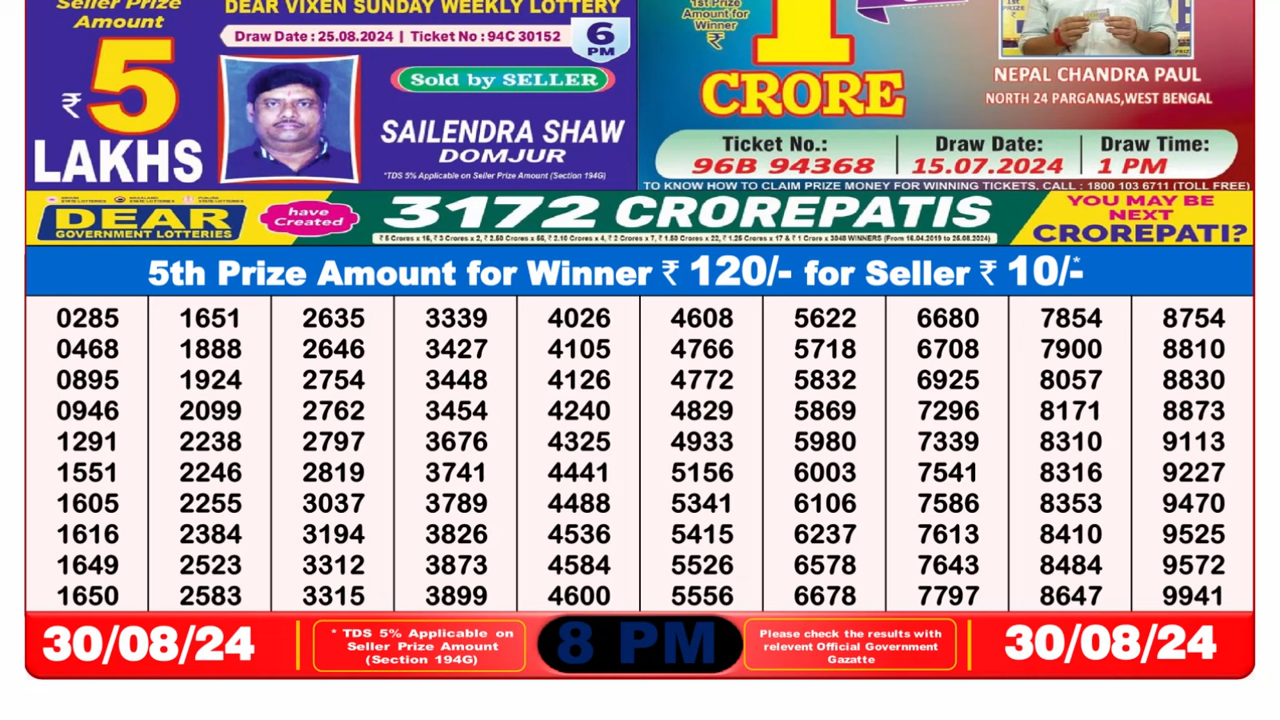 Seller Prize
Amount
₹ 5
LAKHS
DEAR VIXEN SUNDAY WEEKLY LOTTERY
Draw Date : 25.08.2024 | Ticket No : 94C 30152
6
PM
Sold by SELLER
SAILENDRA SHAW
DOMJUR
*TDS 5% Applicable on Seller Prize Amount (Section 194G)
1st Prize
Amount for
Winner
₹
1
CRORE
NEPAL CHANDRA PAUL
NORTH 24 PARGANAS,WEST BENGAL
Ticket No.: Draw Date: Draw Time:
96B 94368 15.07.2024 1 PM
TO KNOW HOW TO CLAIM PRIZE MONEY FOR WINNING TICKETS, CALL : 1800 103 6711 (TOLL FREE)
DEAR
GOVERNMENT LOTTERIES
have
Created
3172 CROREPATIS
YOU MAY BE
NEXT
CROREPATI?
5th Prize Amount for Winner ₹ 120/- for Seller ₹ 10/-*
0285 1651 2635 3339 4026 4608 5622 6680 7854 8754
0468 1888 2646 3427 4105 4766 5718 6708 7900 8810
0895 1924 2754 3448 4126 4772 5832 6925 8057 8830
0946 2099 2762 3454 4240 4829 5869 7296 8171 8873
1291 2238 2797 3676 4325 4933 5980 7339 8310 9113
1551 2246 2819 3741 4441 5156 6003 7541 8316 9227
1605 2255 3037 3789 4488 5341 6106 7586 8353 9470
1616 2384 3194 3826 4536 5415 6237 7613 8410 9525
1649 2523 3312 3873 4584 5526 6578 7643 8484 9572
1650 2583 3315 3899 4600 5556 6678 7797 8647 9941
30/08/24
* TDS 5% Applicable on
Seller Prize Amount
(Section 194G)
8 PM
Please check the results with
relevent Official Government
Gazatte
30/08/24